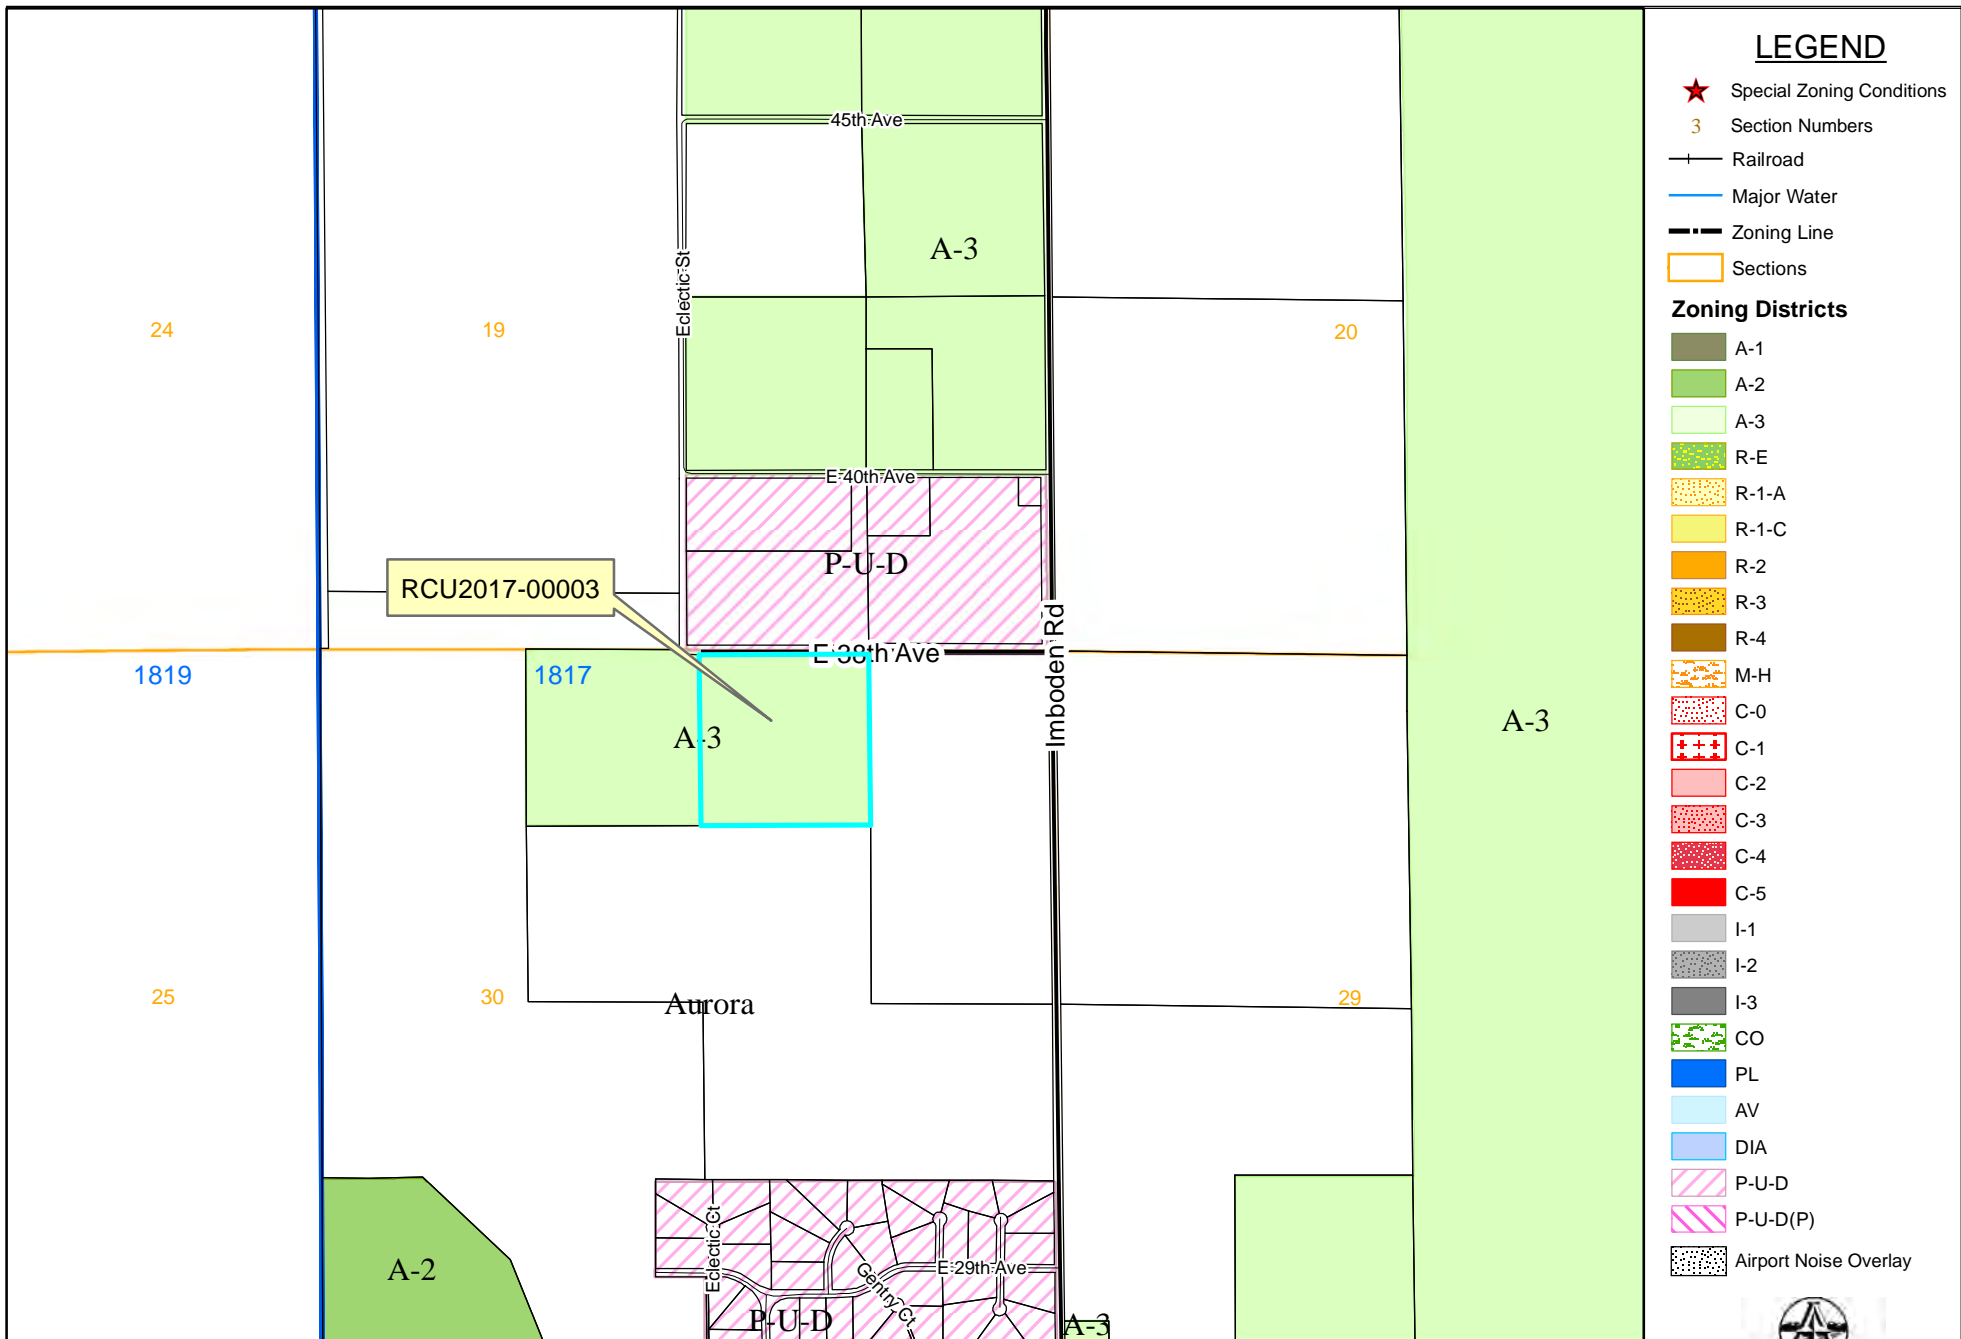 45th Ave
A-3
Eclectic St
24
19
20
E 40th Ave
P-U-D
RCU2017-00003
Imboden Rd
E 38th Ave
1819
1817
A-3
A-3
25
30
Aurora
29
Eclectic Ct
E 29th Ave
A-2
Gentry Ct
P-U-D
A-3
LEGEND
Special Zoning Conditions
3 Section Numbers
Railroad
Major Water
Zoning Line
Sections
Zoning Districts
A-1
A-2
A-3
R-E
R-1-A
R-1-C
R-2
R-3
R-4
M-H
C-0
C-1
C-2
C-3
C-4
C-5
I-1
I-2
I-3
CO
PL
AV
DIA
P-U-D
P-U-D(P)
Airport Noise Overlay